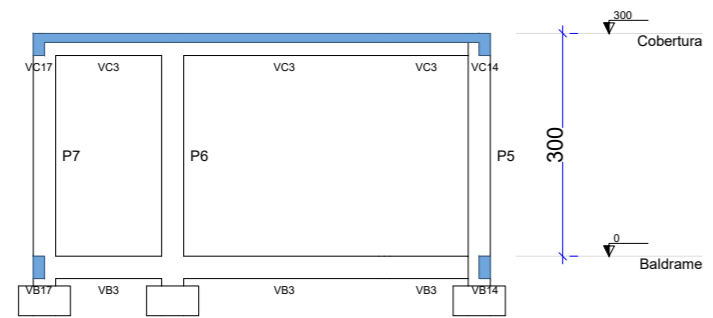 300
Cobertura
VC17 VC3 VC3 VC3 VC14
P7 P6 P5
300
0
Baldrame
VB17 VB3 VB3 VB3 VB14